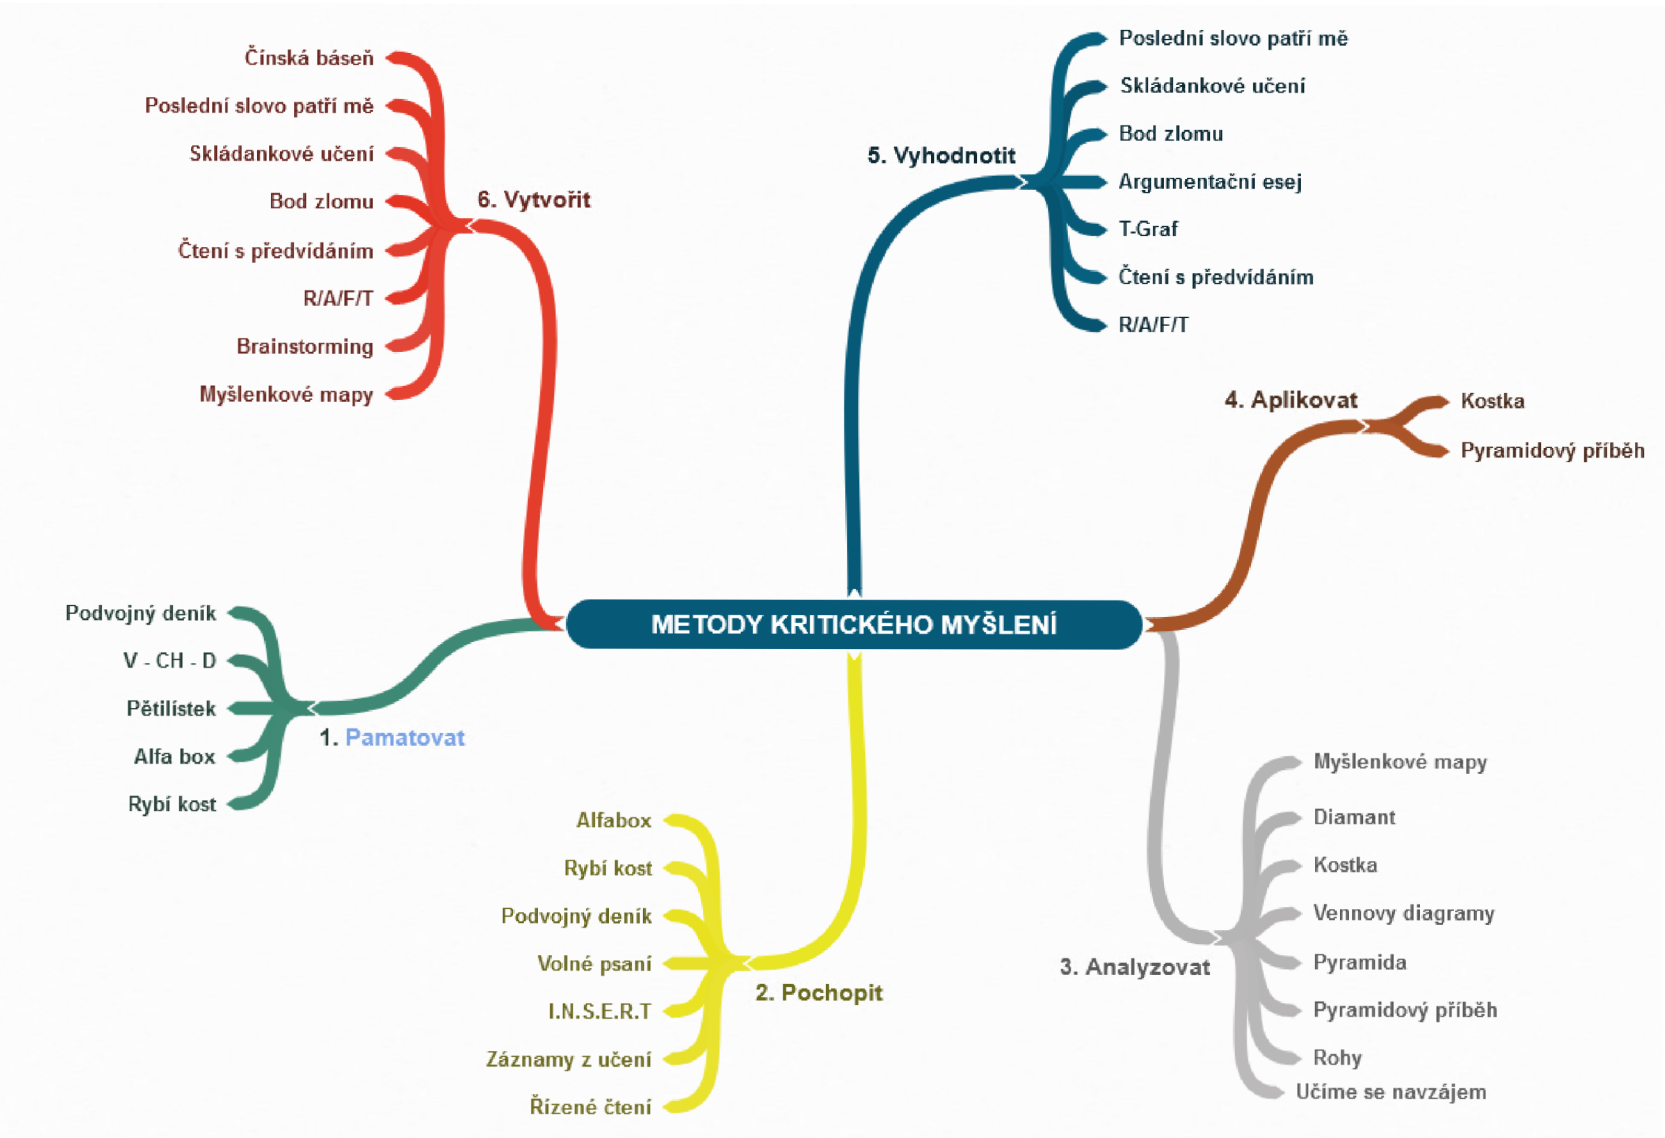 METODY KRITICKÉHO MYŠLENÍ
1. Pamatovat
Podvojný deník
V - CH - D
Pětilístek
Alfa box
Rybí kost
2. Pochopit
Alfabox
Rybí kost
Podvojný deník
Volné psaní
I.N.S.E.R.T
Záznamy z učení
Řízené čtení
3. Analyzovat
Myšlenkové mapy
Diamant
Kostka
Vennovy diagramy
Pyramida
Pyramidový příběh
Rohy
Učíme se navzájem
4. Aplikovat
Kostka
Pyramidový příběh
5. Vyhodnotit
Poslední slovo patří mě
Skládankové učení
Bod zlomu
Argumentační esej
T-Graf
Čtení s předvídáním
R/A/F/T
6. Vytvořit
Čínská báseň
Poslední slovo patří mě
Skládankové učení
Bod zlomu
Čtení s předvídáním
R/A/F/T
Brainstorming
Myšlenkové mapy